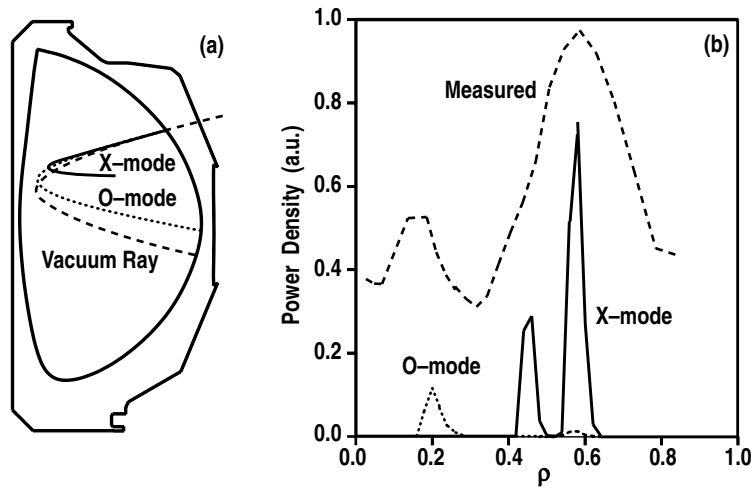 (a)
X–mode
O–mode
Vacuum Ray
(b)
Measured
X–mode
O–mode
Power Density (a.u.)
1.0
0.8
0.6
0.4
0.2
0.0
0.0 0.2 0.4 0.6 0.8 1.0
ρ